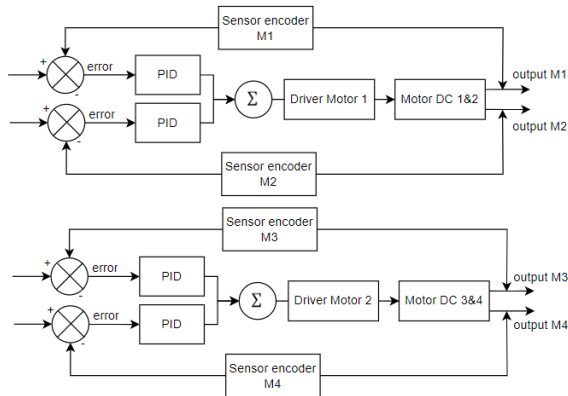 Sensor encoder
M1
+
error
-
PID
output M1
Σ
Driver Motor 1
Motor DC 1&2
+
error
-
PID
output M2
Sensor encoder
M2
Sensor encoder
M3
+
error
-
PID
output M3
Σ
Driver Motor 2
Motor DC 3&4
+
error
-
PID
output M4
Sensor encoder
M4